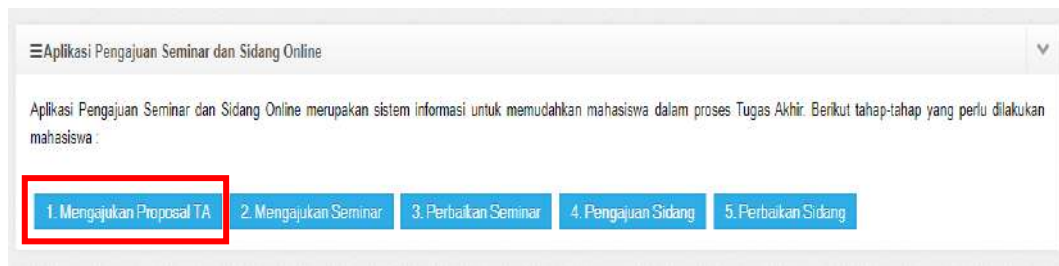 ☰Aplikasi Pengajuan Seminar dan Sidang Online
Aplikasi Pengajuan Seminar dan Sidang Online merupakan sistem informasi untuk memudahkan mahasiswa dalam proses Tugas Akhir. Berikut tahap-tahap yang perlu dilakukan
mahasiswa :
1. Mengajukan Proposal TA 2. Mengajukan Seminar 3. Perbaikan Seminar 4. Pengajuan Sidang 5. Perbaikan Sidang